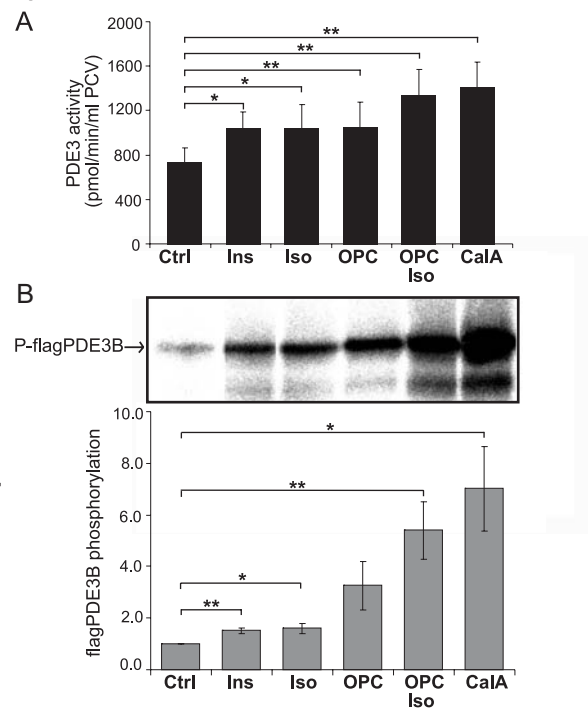 A
PDE3 activity
(pmol/min/ml PCV)
2000
1600
1200
800
400
0
**
**
**
*
*
Ctrl Ins Iso OPC OPC Iso CalA
B
P-flagPDE3B→
flagPDE3B phosphorylation
10.0
8.0
6.0
4.0
2.0
0.0
*
**
*
**
Ctrl Ins Iso OPC OPC Iso CalA